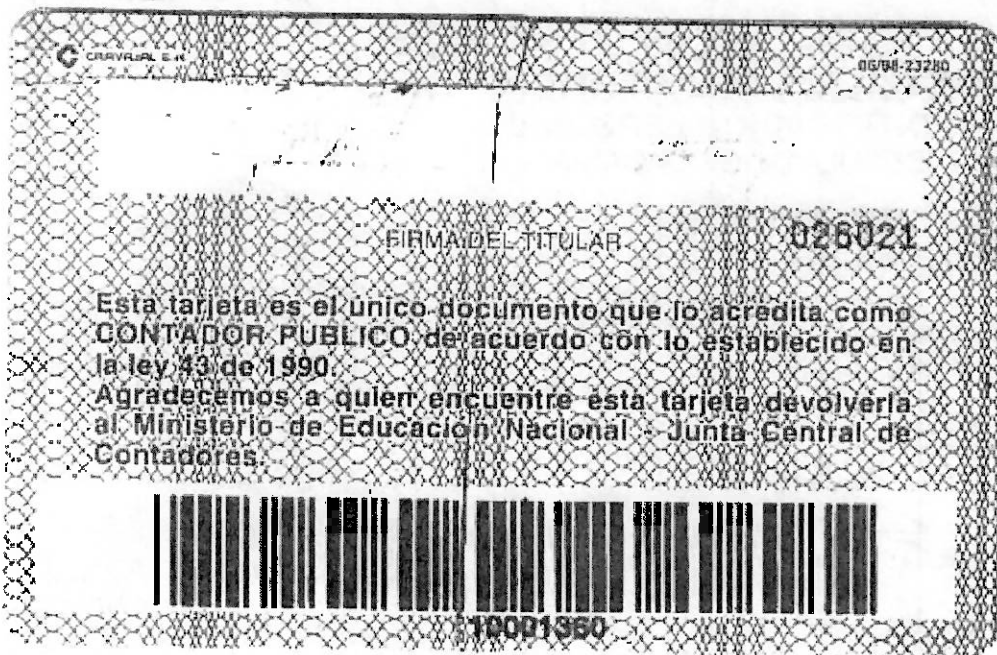 CARVAJAL S.A.
06/98-23280
FIRMA DEL TITULAR
026021
Esta tarjeta es el único documento que lo acredita como
CONTADOR PUBLICO de acuerdo con lo establecido en
la ley 43 de 1990.
Agradecemos a quien encuentre esta tarjeta devolverla
al Ministerio de Educación Nacional - Junta Central de
Contadores.
10001360